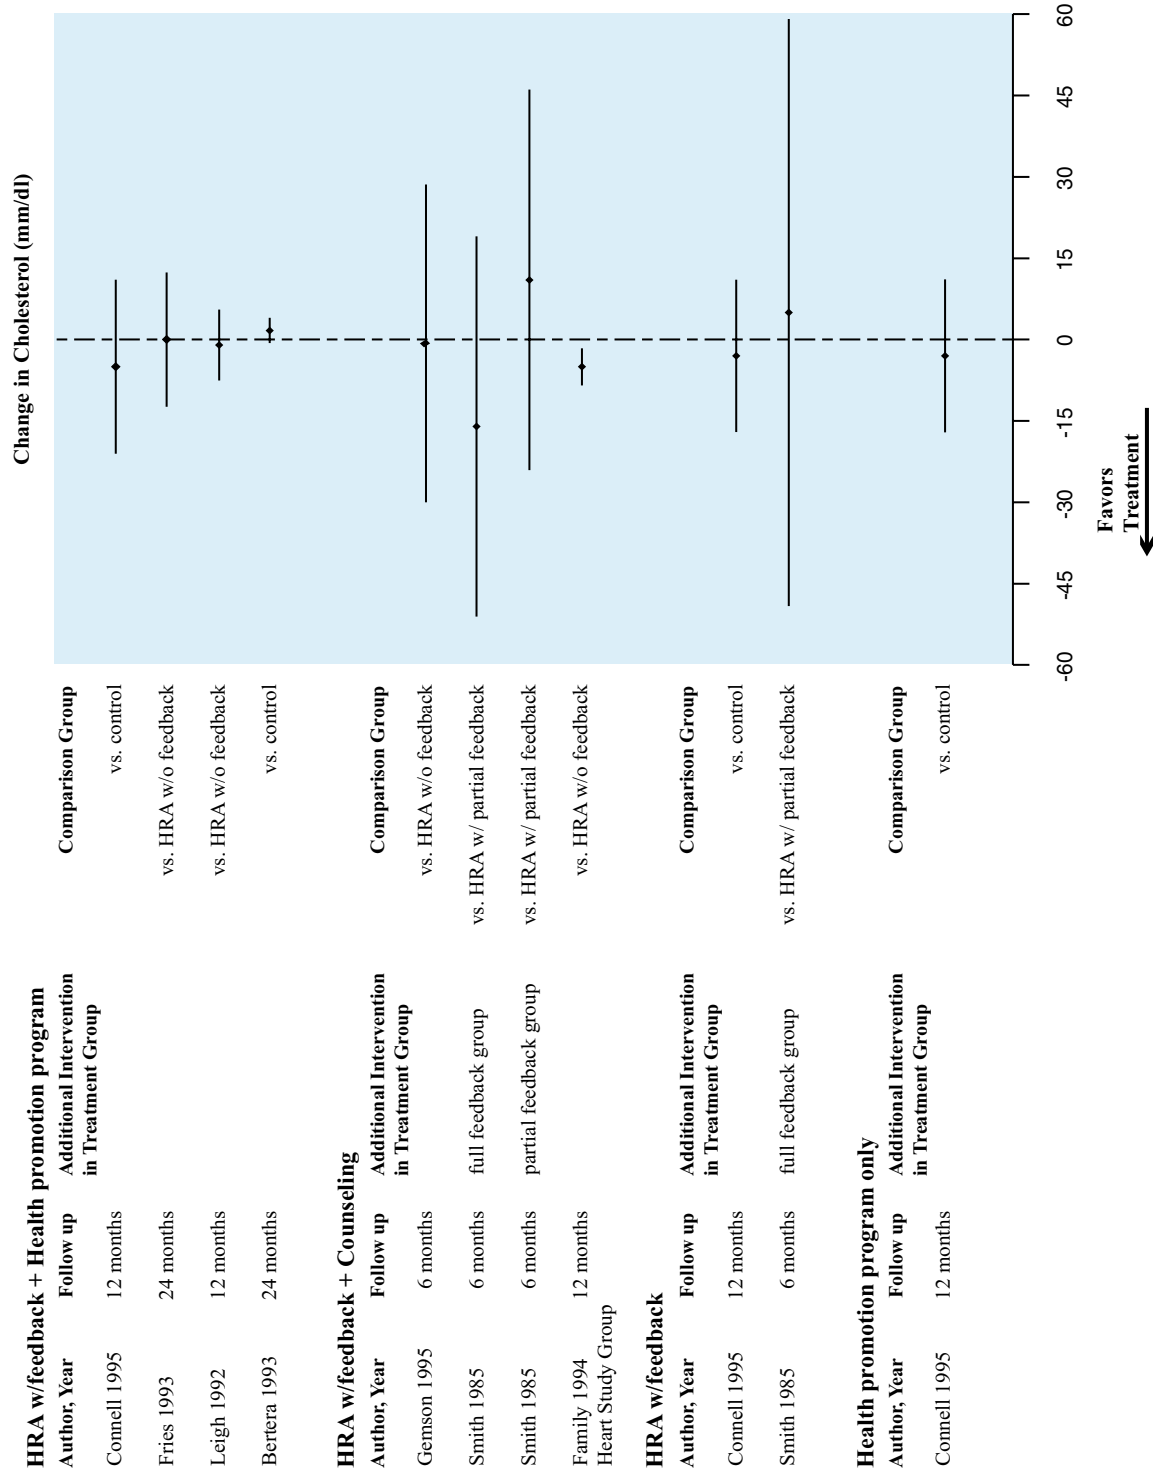 Change in Cholesterol (mm/dl)
HRA w/feedback + Health promotion program
Author, Year Follow up Additional Intervention Comparison Group
in Treatment Group
Connell 1995 12 months vs. control
Fries 1993 24 months vs. HRA w/o feedback
Leigh 1992 12 months vs. HRA w/o feedback
Bertera 1993 24 months vs. control
HRA w/feedback + Counseling
Author, Year Follow up Additional Intervention Comparison Group
in Treatment Group
Gemson 1995 6 months vs. HRA w/o feedback
Smith 1985 6 months full feedback group vs. HRA w/ partial feedback
Smith 1985 6 months partial feedback group vs. HRA w/ partial feedback
Family 1994 12 months vs. HRA w/o feedback
Heart Study Group
HRA w/feedback
Author, Year Follow up Additional Intervention Comparison Group
in Treatment Group
Connell 1995 12 months vs. control
Smith 1985 6 months full feedback group vs. HRA w/ partial feedback
Health promotion program only
Author, Year Follow up Additional Intervention Comparison Group
in Treatment Group
Connell 1995 12 months vs. control
-60 -45 -30 -15 0 15 30 45 60
Favors
Treatment